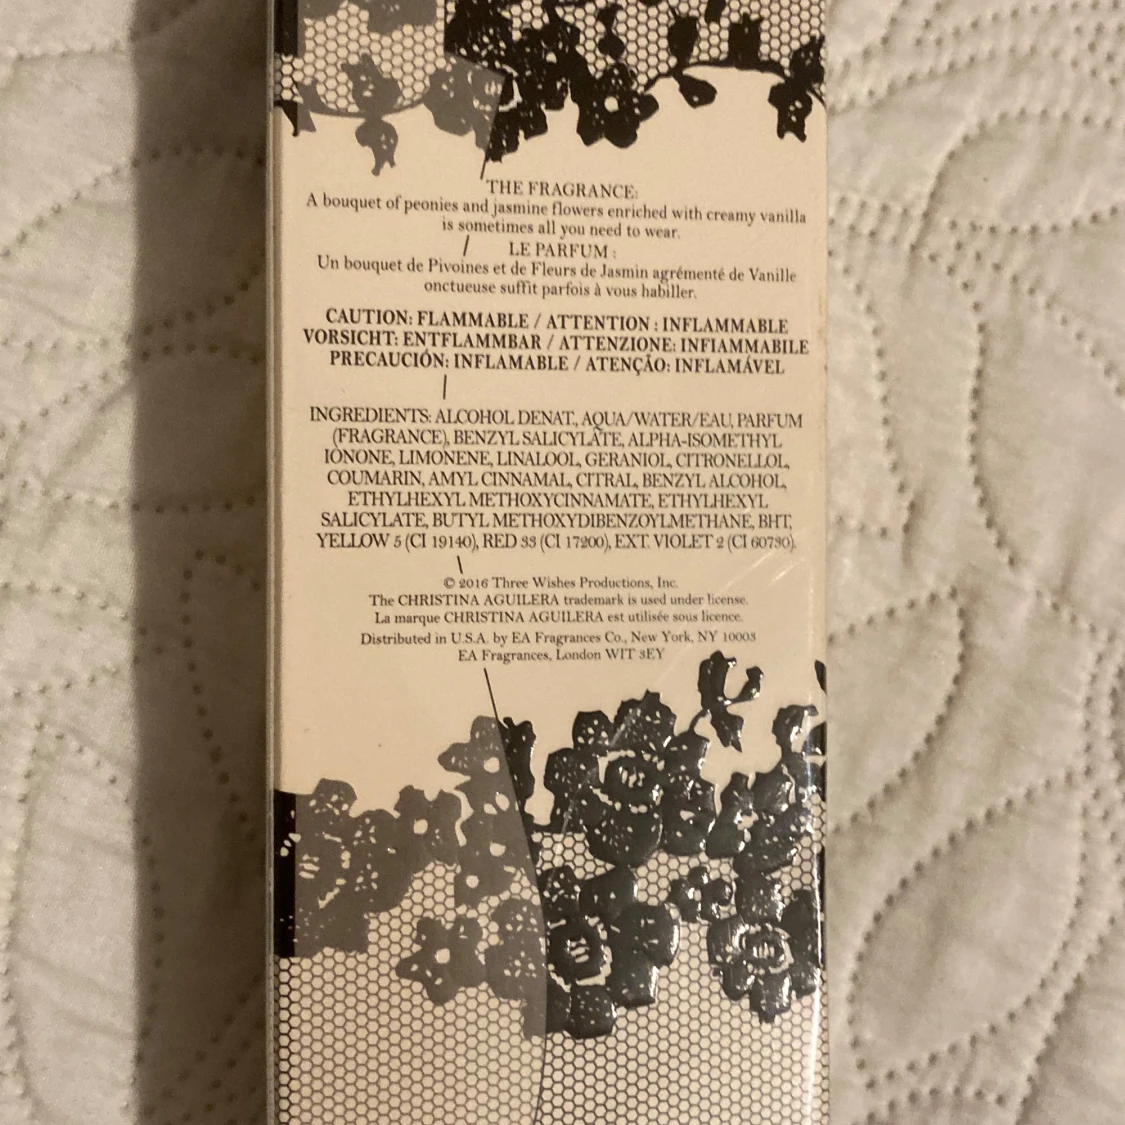 THE FRAGRANCE:
A bouquet of peonies and jasmine flowers enriched with creamy vanilla
is sometimes all you need to wear.
LE PARFUM :
Un bouquet de Pivoines et de Fleurs de Jasmin agrémenté de Vanille
onctueuse suffit parfois à vous habiller.
CAUTION: FLAMMABLE / ATTENTION : INFLAMMABLE
VORSICHT: ENTFLAMMBAR / ATTENZIONE: INFIAMMABILE
PRECAUCIÓN: INFLAMABLE / ATENÇÃO: INFLAMÁVEL
INGREDIENTS: ALCOHOL DENAT., AQUA/WATER/EAU, PARFUM
(FRAGRANCE), BENZYL SALICYLATE, ALPHA-ISOMETHYL
IONONE, LIMONENE, LINALOOL, GERANIOL, CITRONELLOL,
COUMARIN, AMYL CINNAMAL, CITRAL, BENZYL ALCOHOL,
ETHYLHEXYL METHOXYCINNAMATE, ETHYLHEXYL
SALICYLATE, BUTYL METHOXYDIBENZOYLMETHANE, BHT,
YELLOW 5 (CI 19140), RED 33 (CI 17200), EXT. VIOLET 2 (CI 60730).
© 2016 Three Wishes Productions, Inc.
The CHRISTINA AGUILERA trademark is used under license.
La marque CHRISTINA AGUILERA est utilisée sous licence.
Distributed in U.S.A. by EA Fragrances Co., New York, NY 10003
EA Fragrances, London W1T 3EY